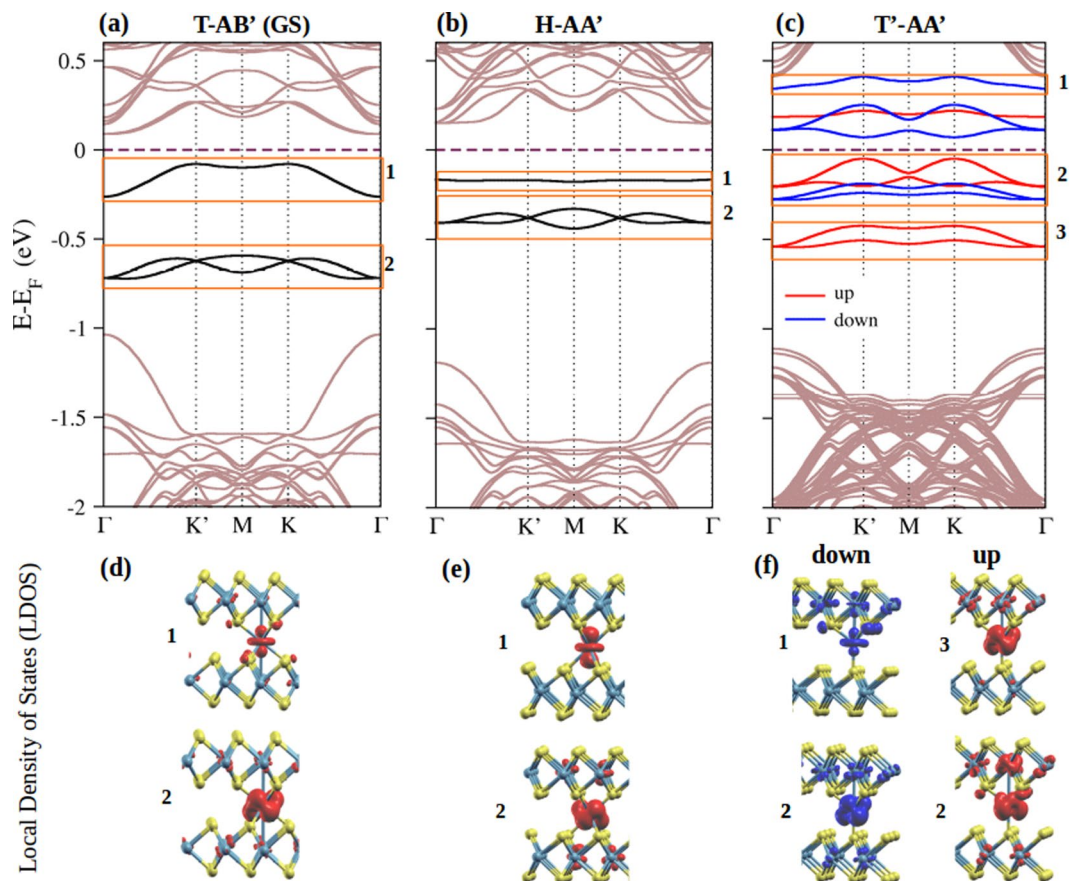 (a) T-AB' (GS) (b) H-AA' (c) T'-AA'
E-E_F (eV)
0.5
0
-0.5
-1
-1.5
-2
1
2
1
2
1
2
3
up
down
Γ K' M K Γ
Γ K' M K Γ
Γ K' M K Γ
Local Density of States (LDOS)
(d) (e) (f) down up
1 1 1 3
2 2 2 2